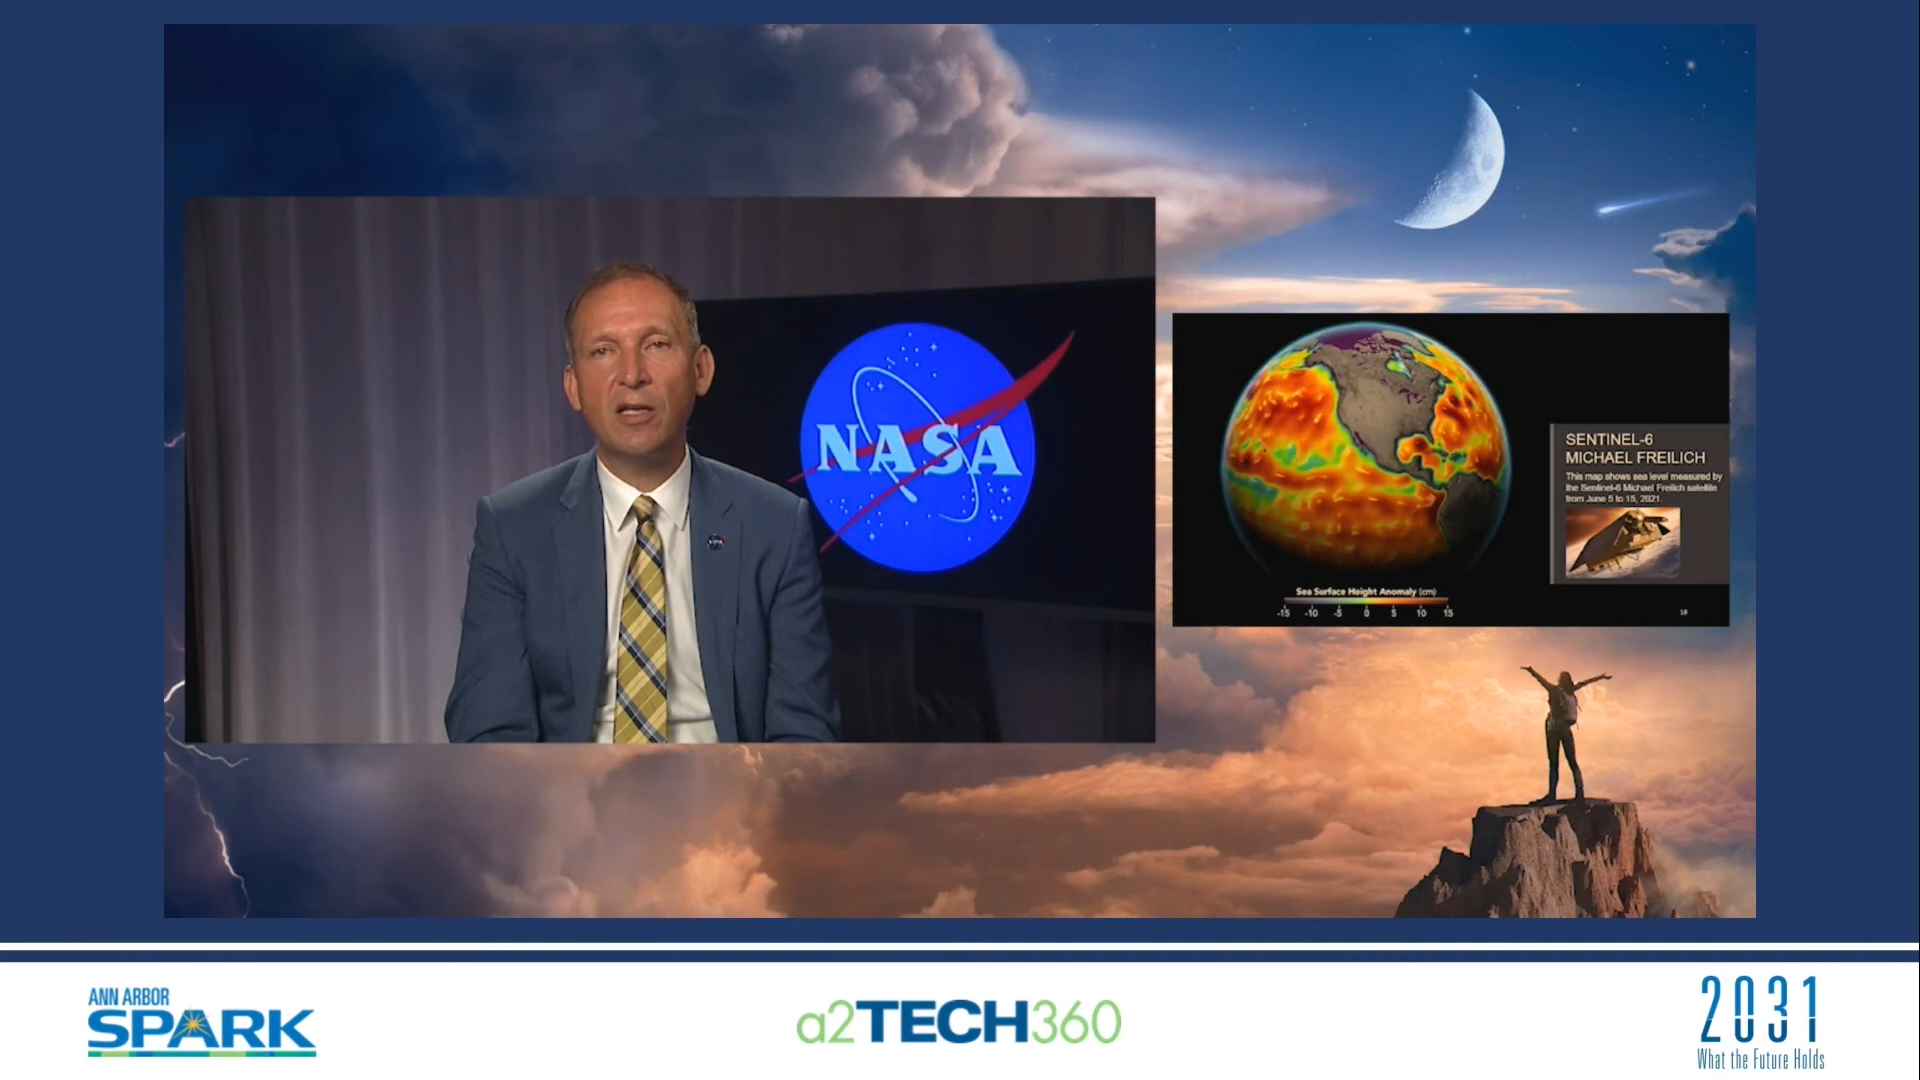 NASA
SENTINEL-6
MICHAEL FREILICH
This map shows sea level measured by
the Sentinel-6 Michael Freilich satellite
from June 5 to 15, 2021.
Sea Surface Height Anomaly (cm)
-15 -10 -5 0 5 10 15
18
ANN ARBOR
SPARK
a2TECH360
2031
What the Future Holds